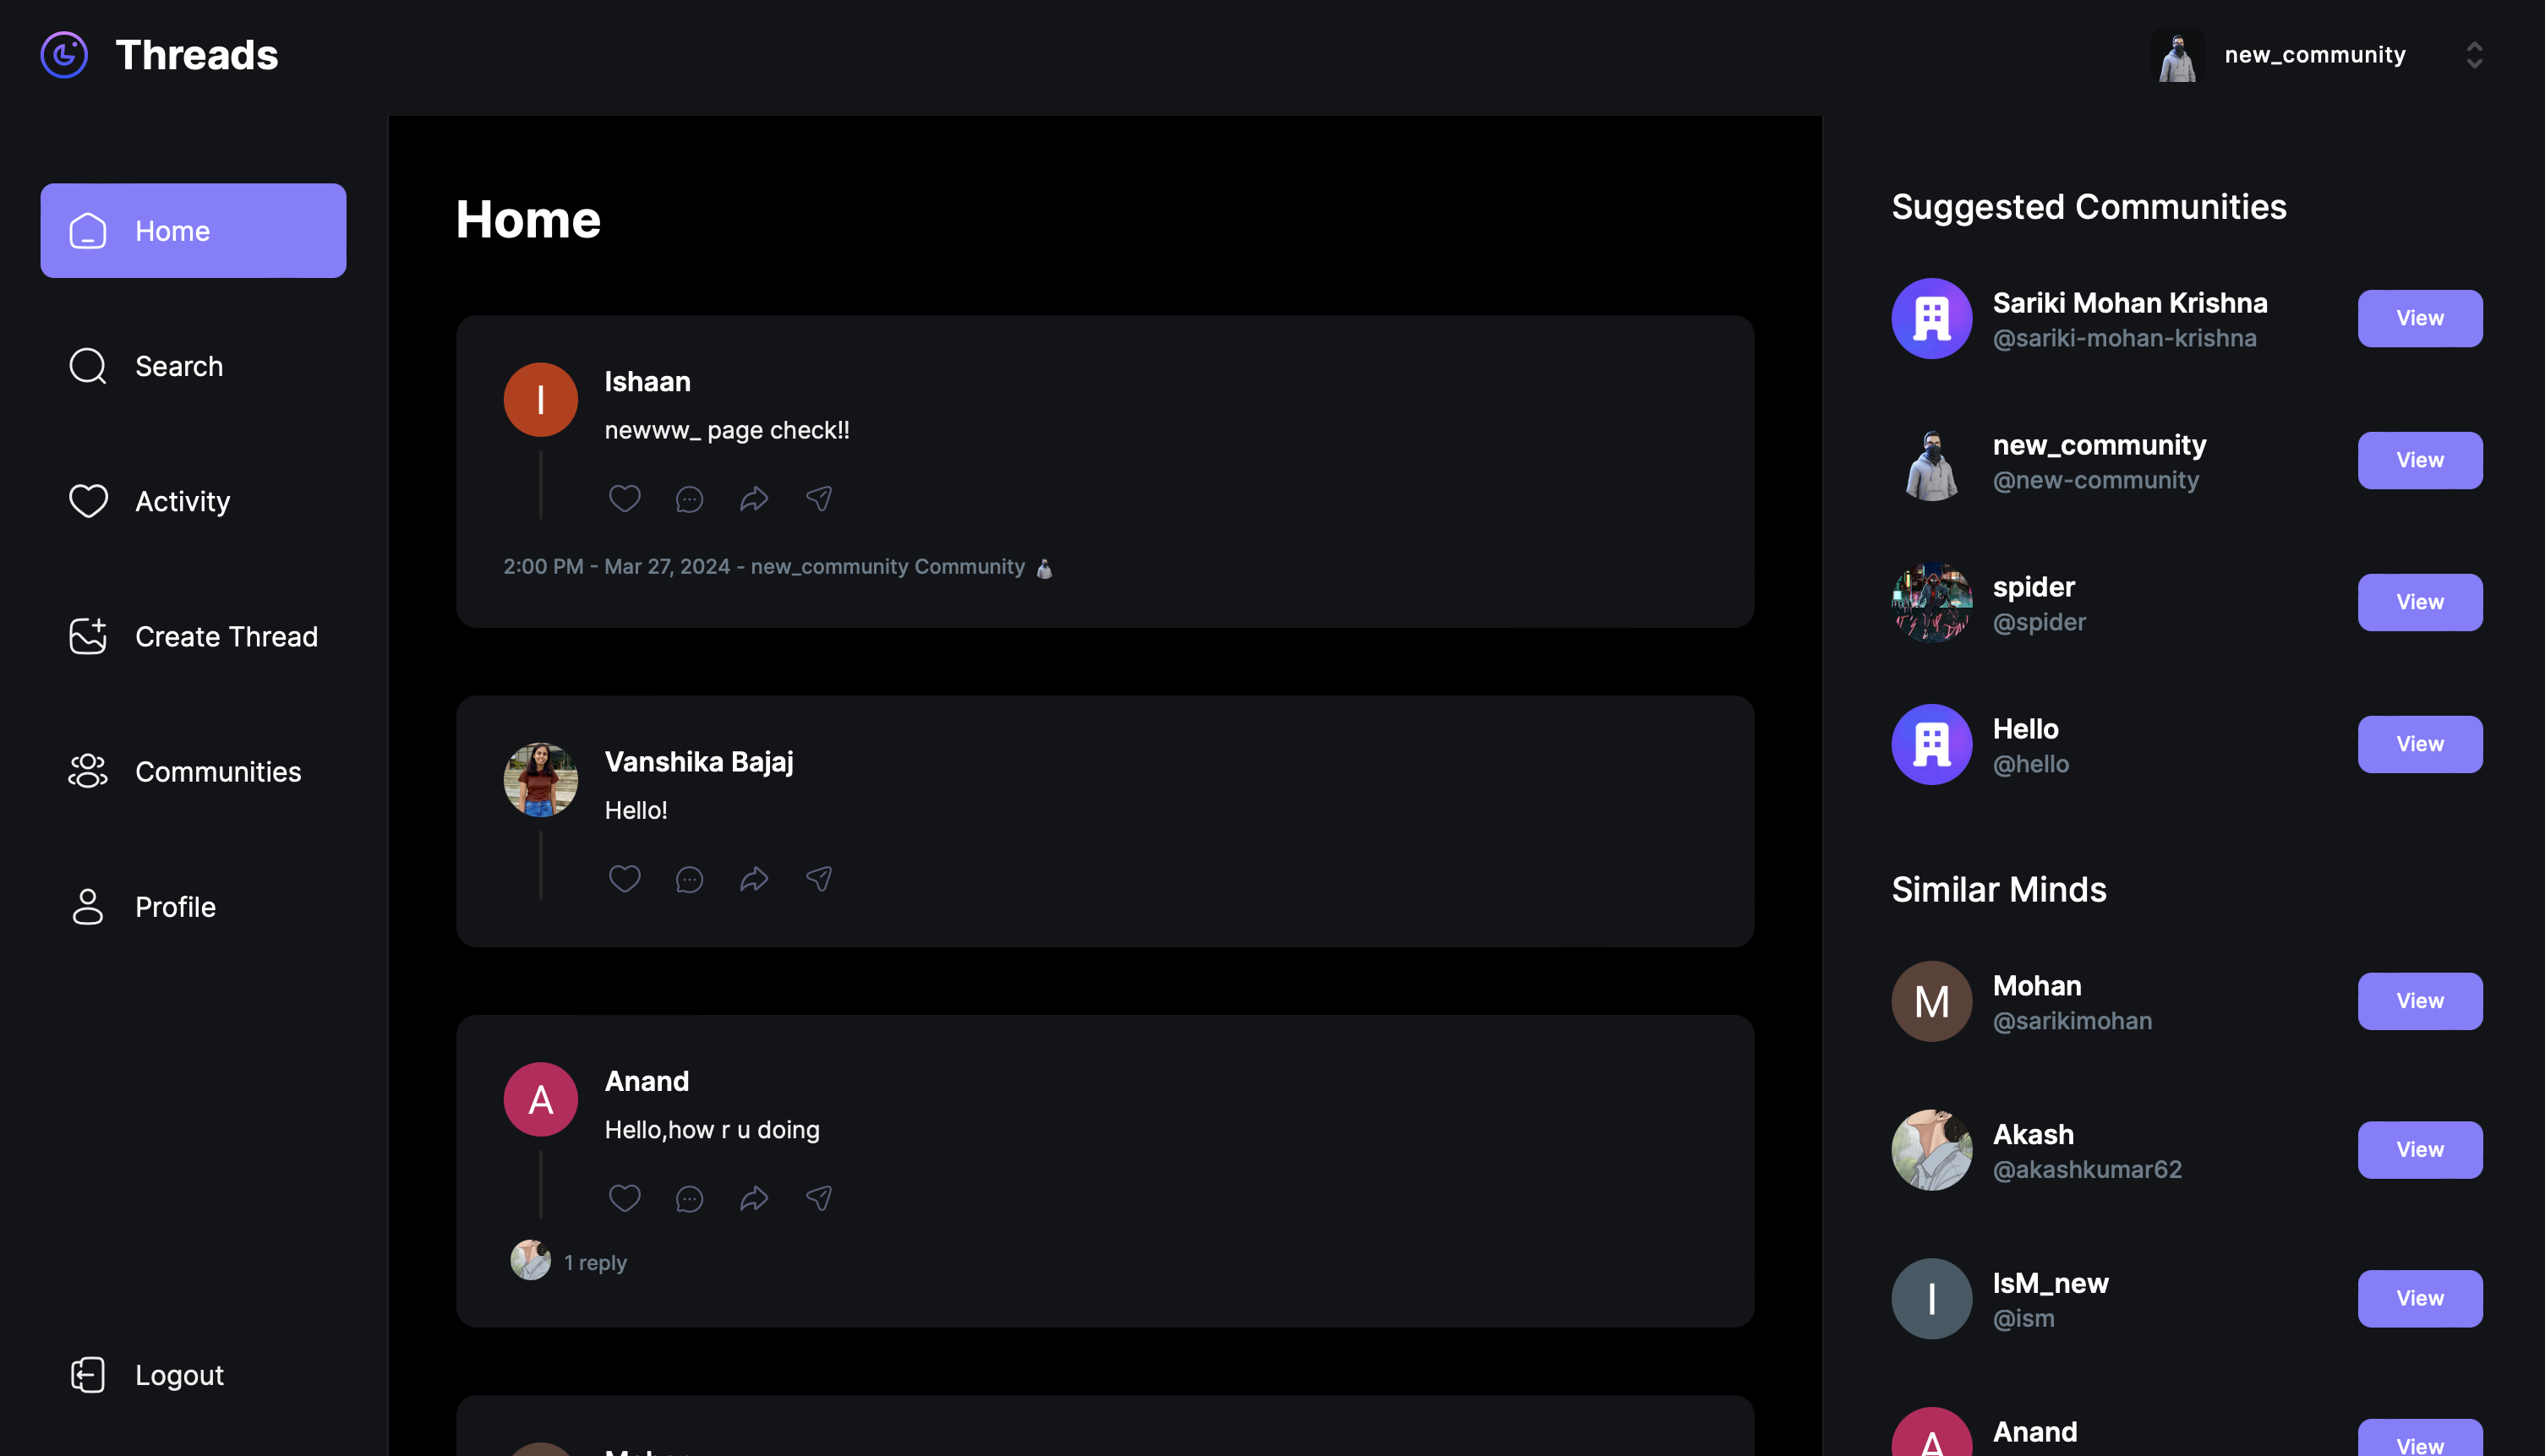 Threads
new_community
Home
Search
Activity
Create Thread
Communities
Profile
Logout
Home
I
Ishaan
newww_ page check!!
2:00 PM - Mar 27, 2024 - new_community Community
Vanshika Bajaj
Hello!
A
Anand
Hello,how r u doing
1 reply
Suggested Communities
Sariki Mohan Krishna
@sariki-mohan-krishna
View
new_community
@new-community
View
spider
@spider
View
Hello
@hello
View
Similar Minds
M
Mohan
@sarikimohan
View
Akash
@akashkumar62
View
I
IsM_new
@ism
View
A
Anand
View